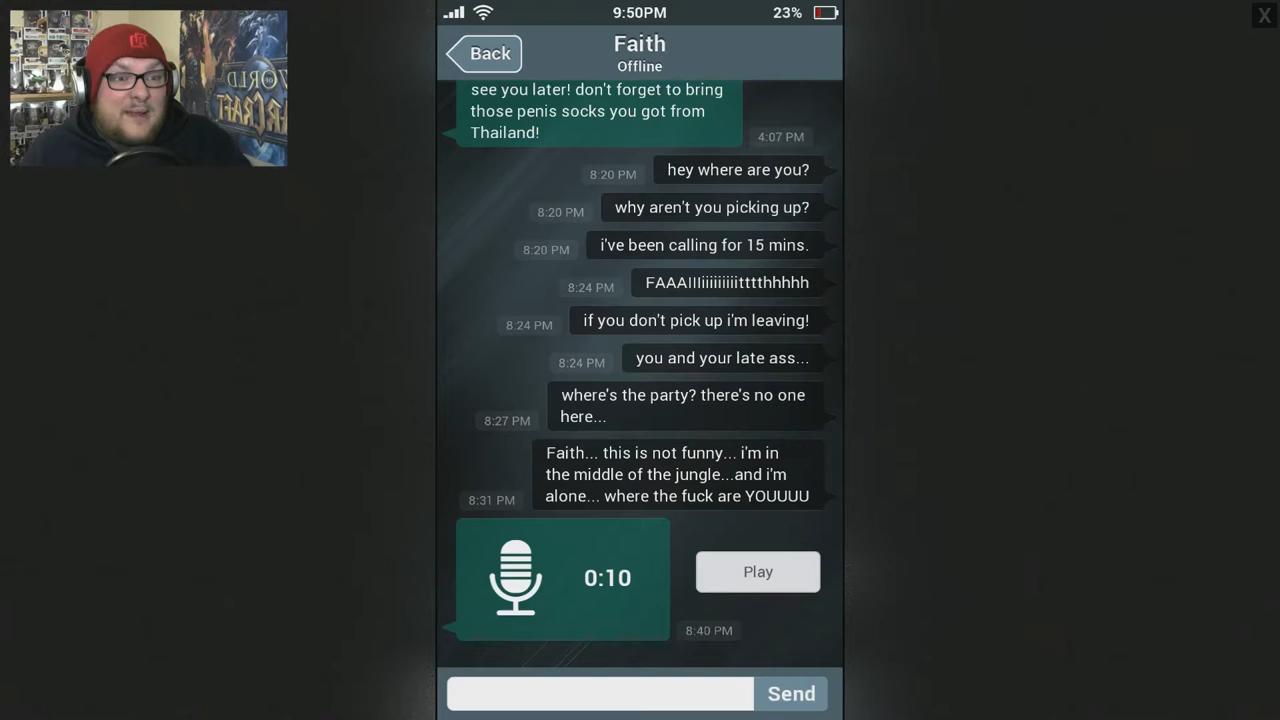 9:50PM
23%
X
Back
Faith
Offline
WORLD
OF
WARCRAFT
see you later! don't forget to bring
those penis socks you got from
Thailand!
4:07 PM
hey where are you?
8:20 PM
why aren't you picking up?
8:20 PM
i've been calling for 15 mins.
8:20 PM
FAAAIIIiiiiiiiiittttthhhhh
8:24 PM
if you don't pick up i'm leaving!
8:24 PM
you and your late ass...
8:24 PM
where's the party? there's no one
here...
8:27 PM
Faith... this is not funny... i'm in
the middle of the jungle...and i'm
alone... where the fuck are YOUUUU
8:31 PM
0:10
Play
8:40 PM
Send